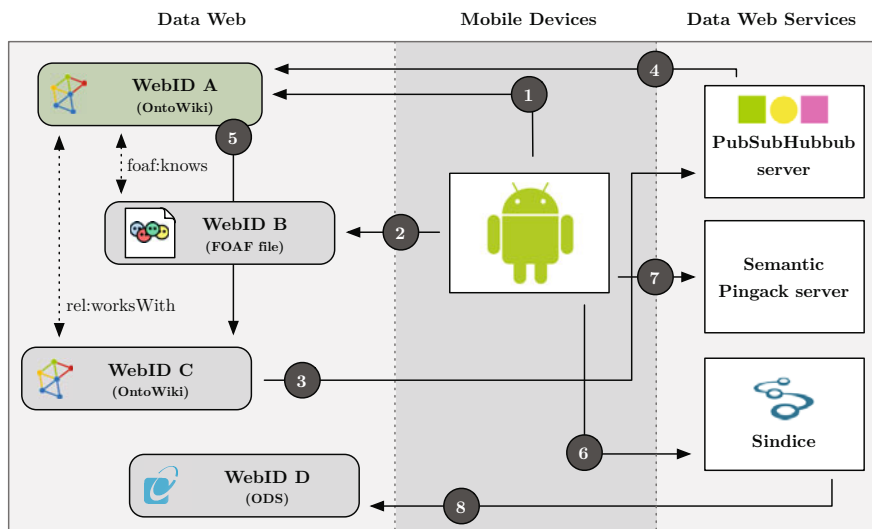 Data Web
Mobile Devices
Data Web Services
WebID A
(OntoWiki)
4
1
5
foaf:knows
PubSubHubbub
server
WebID B
(FOAF file)
2
7
Semantic
Pingack server
rel:worksWith
WebID C
(OntoWiki)
3
6
Sindice
WebID D
(ODS)
8